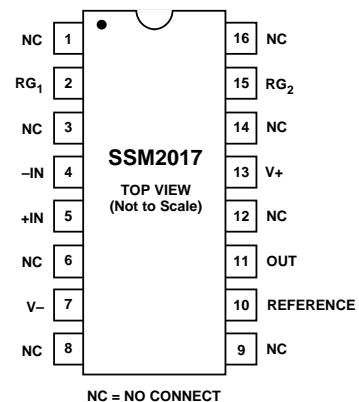 NC 1 16 NC
RG1 2 15 RG2
NC 3 14 NC
SSM2017
–IN 4 13 V+
TOP VIEW
(Not to Scale)
+IN 5 12 NC
NC 6 11 OUT
V– 7 10 REFERENCE
NC 8 9 NC
NC = NO CONNECT